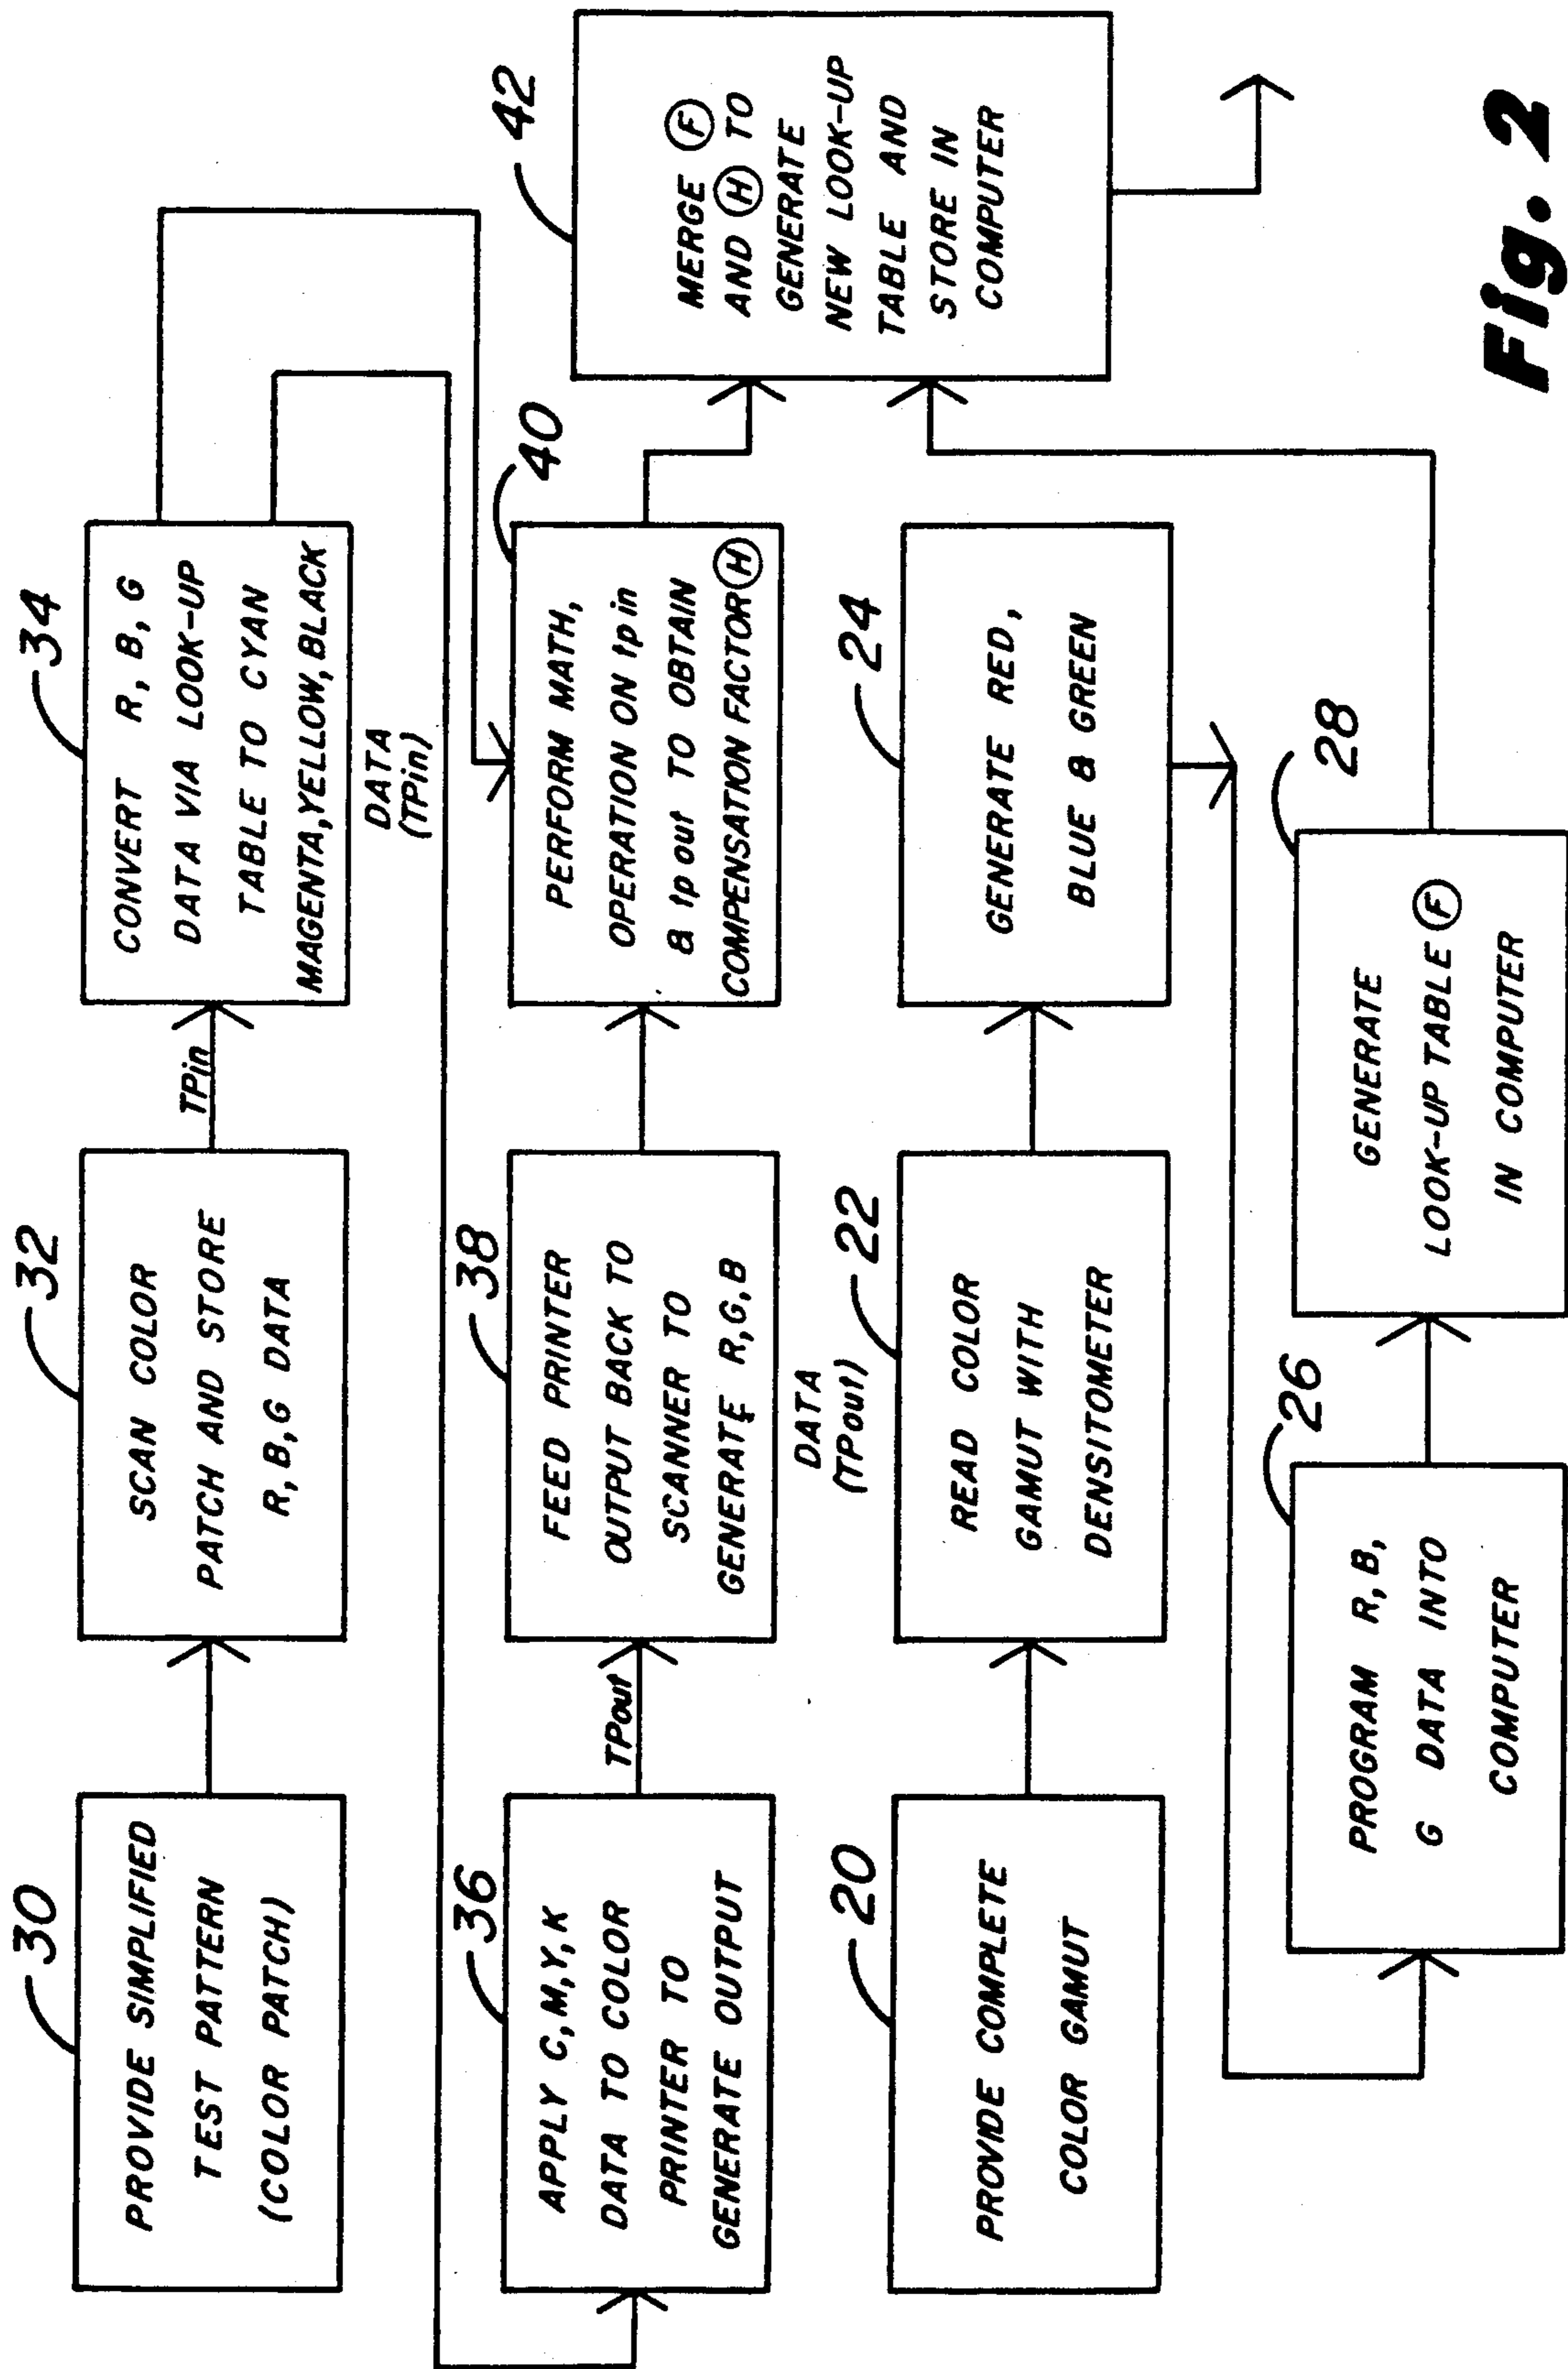 30
PROVIDE SIMPLIFIED
TEST PATTERN
(COLOR PATCH)
32
SCAN COLOR
PATCH AND STORE
R, B, G DATA
TPin
34
CONVERT R, B, G
DATA VIA LOOK-UP
TABLE TO CYAN
MAGENTA, YELLOW, BLACK
DATA
(TPin)
36
APPLY C, M, Y, K
DATA TO COLOR
PRINTER TO
GENERATE OUTPUT
TPout
38
FEED PRINTER
OUTPUT BACK TO
SCANNER TO
GENERATE R, G, B
DATA
(TPout)
40
PERFORM MATH,
OPERATION ON tp in
& tp out TO OBTAIN
COMPENSATION FACTOR H
42
MERGE F
AND H TO
GENERATE
NEW LOOK-UP
TABLE AND
STORE IN
COMPUTER
20
PROVIDE COMPLETE
COLOR GAMUT
22
READ COLOR
GAMUT WITH
DENSITOMETER
24
GENERATE RED,
BLUE & GREEN
26
PROGRAM R, B,
G DATA INTO
COMPUTER
28
GENERATE
LOOK-UP TABLE F
IN COMPUTER
Fig. 2